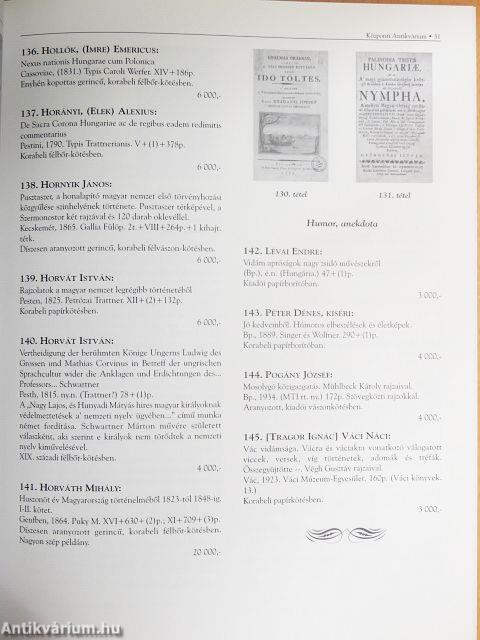 Központi Antikvárium • 51
136. HOLLÓK, (IMRE) EMERICUS:
Nexus nationis Hungarae cum Polonica
Cassoviae, (1831.) Typis Caroli Werfer. XIV+186p.
Enyhén kopottas gerincű, korabeli félbőr-kötésben.
6 000,-
137. HORÁNYI, (ELEK) ALEXIUS:
De Sacra Corona Hungariae ac de regibus eadem redimitis
commentarius
Pestini, 1790. Typis Trattnerianis. V+(1)+378p.
Korabeli félbőr-kötésben.
6 000,-
138. HORNYIK JÁNOS:
Pusztaszer, a honalapító magyar nemzet első törvényhozási
közgyűlése színhelyének története. Pusztaszer térképével, a
Szermonostor két rajzával és 120 darab oklevéllel.
Kecskemét, 1865. Gallia Fülöp. 2t.+VIII+264p.+1 kihajt.
térk.
Díszesen aranyozott gerincű, korabeli félvászon-kötésben.
6 000,-
139. HORVÁT ISTVÁN:
Rajzolatok a magyar nemzet legrégibb történetéből
Pesten, 1825. Petrózai Trattner. XII+(2)+132p.
Korabeli papírkötésben.
6 000,-
140. HORVÁT ISTVÁN:
Vertheidigung der berühmten Könige Ungerns Ludwig des
Grossen und Mathias Corvinus in Betreff der ungrischen
Sprachcultur wider die Anklagen und Erdichtungen des...
Professors... Schwartner
Pesth, 1815. ny.n. (Trattner?) 78+(1)p.
A „Nagy Lajos, és Hunyadi Mátyás híres magyar királyoknak
védelmeztetések a' nemzeti nyelv ügyében..." című munka
német fordítása. Schwartner Márton művére született
válaszként, aki szerint e királyok nem törődtek a nemzeti
nyelv kiművelésével.
XIX. századi félbőr-kötésben.
4 000,-
141. HORVÁTH MIHÁLY:
Huszonöt év Magyarország történelméből 1823-tól 1848-ig.
I-II. kötet.
Genfben, 1864. Puky M. XVI+630+(2)p.; XI+709+(3)p.
Díszesen aranyozott gerincű, korabeli félbőr-kötésben.
Nagyon szép példány.
20 000,-
IDŐ TÖLTÉS,
130. tétel
HUNGARIÆ,
NYMPHA,
131. tétel
Humor, anekdota
142. LÉVAI ENDRE:
Vidám apróságok nagy zsidó művészekről
(Bp.), é.n. (Hungária.) 47+(1)p.
Kiadói papírborítóban.
3 000,-
143. PÉTER DÉNES, KISÉRI:
Jó kedvemből. Húmoros elbeszélések és életképek.
Bp., 1889. Singer és Wolfner. 290+(1)p.
Korabeli papírborítóban.
4 000,-
144. POGÁNY JÓZSEF:
Mosolygó közigazgatás. Mühlbeck Károly rajzaival.
Bp., 1934. (MTI rt. ny.) 172p. Szövegközti rajzokkal.
Aranyozott, kiadói vászonkötésben.
4 000,-
145. [TRAGOR IGNÁC] VÁCI NÁCI:
Vác vidámsága. Vácra és váciakra vonatkozó válogatott
viccek, versek, víg történetek, adomák és tréfák.
Összegyűjtötte --. Végh Gusztáv rajzaival.
Vác, 1923. Váci Múzeum-Egyesület. 160p. (Váci könyvek.
13.)
Korabeli papírkötésben.
3 000,-
Antikvárium.hu